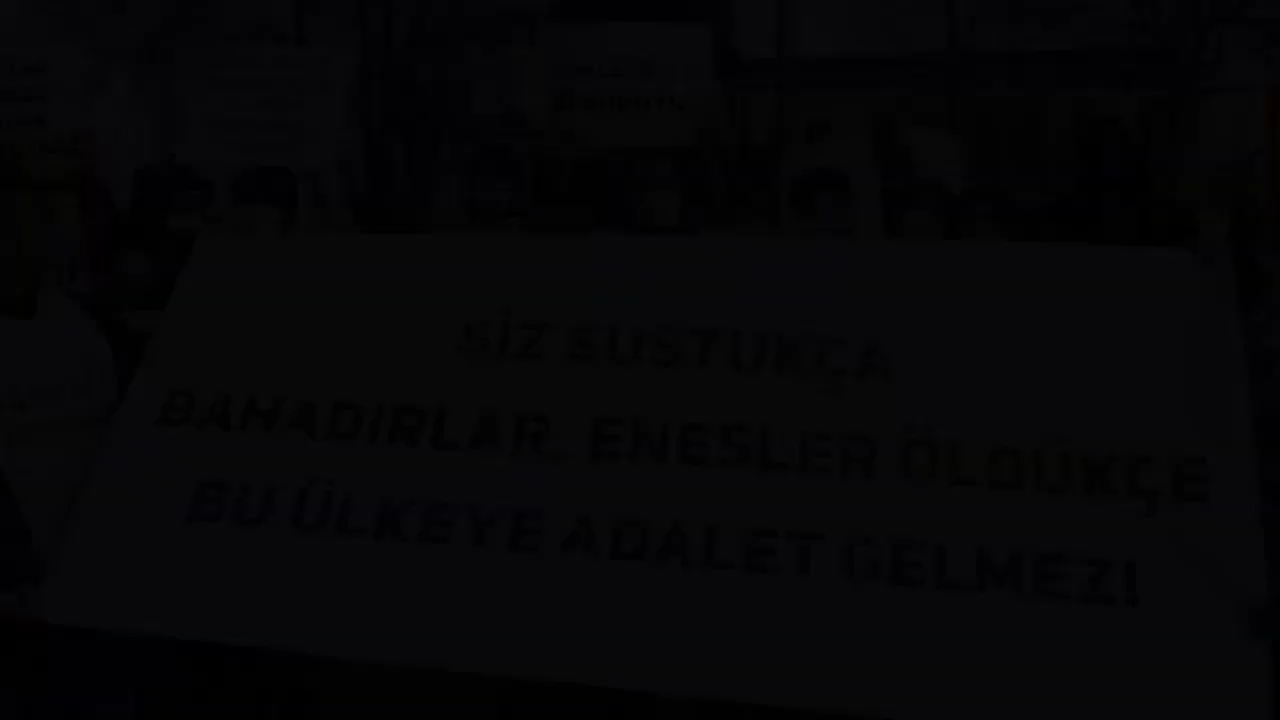 SİZ SUSTUKÇA
BAHADIRLAR, ENESLER ÖLDÜKÇE
BU ÜLKEYE ADALET GELMEZ!